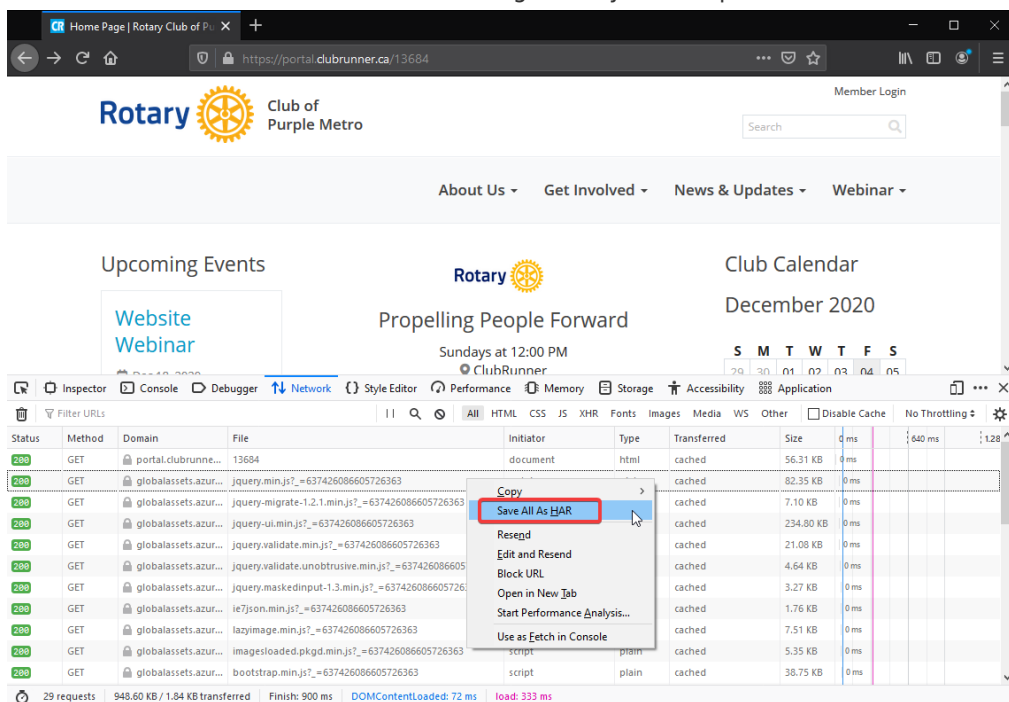 Home Page | Rotary Club of Pu
https://portal.clubrunner.ca/13684
Member Login
Rotary
Club of
Purple Metro
Search
About Us Get Involved News & Updates Webinar
Upcoming Events
Website
Webinar
Rotary
Propelling People Forward
Sundays at 12:00 PM
ClubRunner
Club Calendar
December 2020
S M T W T F S
29 30 01 02 03 04 05
Inspector Console Debugger Network Style Editor Performance Memory Storage Accessibility Application
Filter URLs All HTML CSS JS XHR Fonts Images Media WS Other Disable Cache No Throttling
Status Method Domain File Initiator Type Transferred Size 0 ms 640 ms 1.28
200 GET portal.clubrunne... 13684 document html cached 56.31 KB 0 ms
200 GET globalassets.azur... jquery.min.js?_=637426086605726363 cached 82.35 KB 0 ms
200 GET globalassets.azur... jquery-migrate-1.2.1.min.js?_=637426086605726363 cached 7.10 KB 0 ms
200 GET globalassets.azur... jquery-ui.min.js?_=637426086605726363 cached 234.80 KB 0 ms
200 GET globalassets.azur... jquery.validate.min.js?_=637426086605726363 cached 21.08 KB 0 ms
200 GET globalassets.azur... jquery.validate.unobtrusive.min.js?_=637426086605 cached 4.64 KB 0 ms
200 GET globalassets.azur... jquery.maskedinput-1.3.min.js?_=637426086605726 cached 3.27 KB 0 ms
200 GET globalassets.azur... ie7json.min.js?_=637426086605726363 cached 1.76 KB 0 ms
200 GET globalassets.azur... lazyimage.min.js?_=637426086605726363 cached 7.51 KB 0 ms
200 GET globalassets.azur... imagesloaded.pkgd.min.js?_=637426086605726363 script plain cached 5.35 KB 0 ms
200 GET globalassets.azur... bootstrap.min.js?_=637426086605726363 script plain cached 38.75 KB 0 ms
Copy
Save All As HAR
Resend
Edit and Resend
Block URL
Open in New Tab
Start Performance Analysis...
Use as Fetch in Console
29 requests 948.60 KB / 1.84 KB transferred Finish: 900 ms DOMContentLoaded: 72 ms load: 333 ms